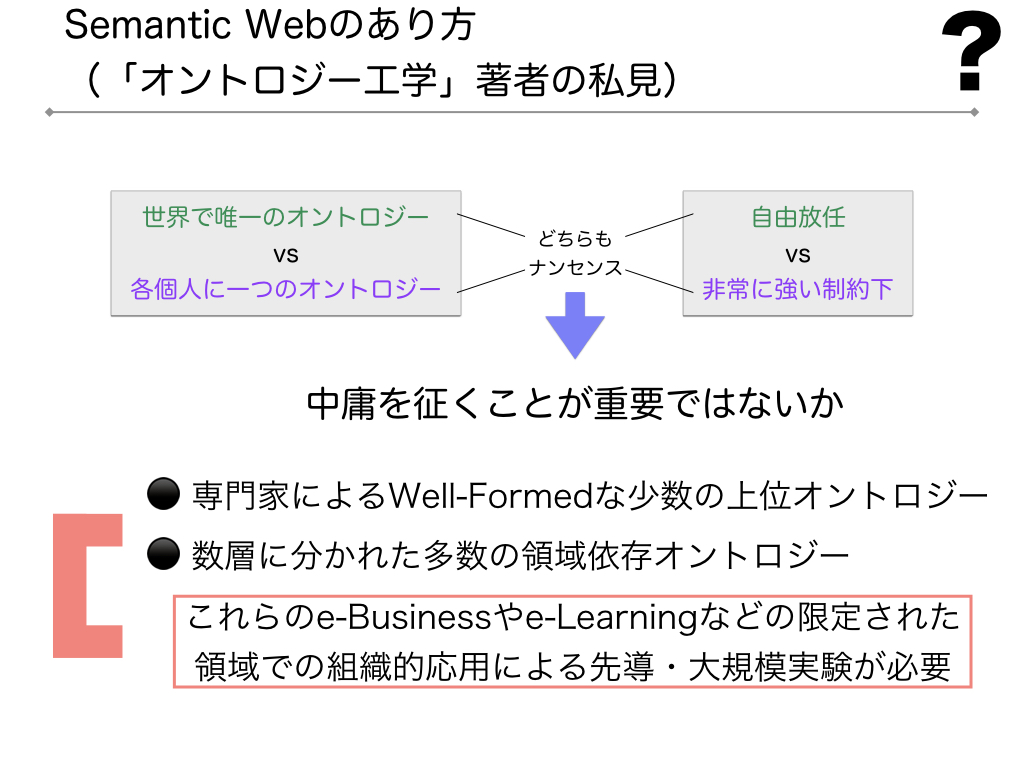 Semantic Webのあり方
（「オントロジー工学」著者の私見）
?
世界で唯一のオントロジー
vs
各個人に一つのオントロジー
どちらも
ナンセンス
自由放任
vs
非常に強い制約下
中庸を征くことが重要ではないか
● 専門家によるWell-Formedな少数の上位オントロジー
● 数層に分かれた多数の領域依存オントロジー
これらのe-Businessやe-Learningなどの限定された
領域での組織的応用による先導・大規模実験が必要